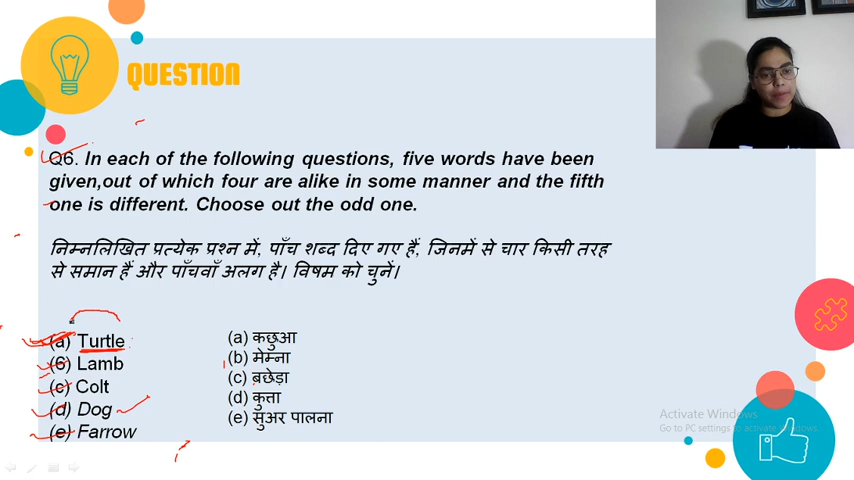 QUESTION
Q6. In each of the following questions, five words have been
given,out of which four are alike in some manner and the fifth
one is different. Choose out the odd one.
निम्नलिखित प्रत्येक प्रश्न में, पाँच शब्द दिए गए हैं, जिनमें से चार किसी तरह
से समान हैं और पाँचवाँ अलग है। विषम को चुनें।
(a) Turtle
(6) Lamb
(c) Colt
(d) Dog
(e) Farrow
(a) कछुआ
(b) मेम्ना
(c) बछेड़ा
(d) कुत्ता
(e) सुअर पालना
Activate Windows
Go to PC settings to activate Windows.